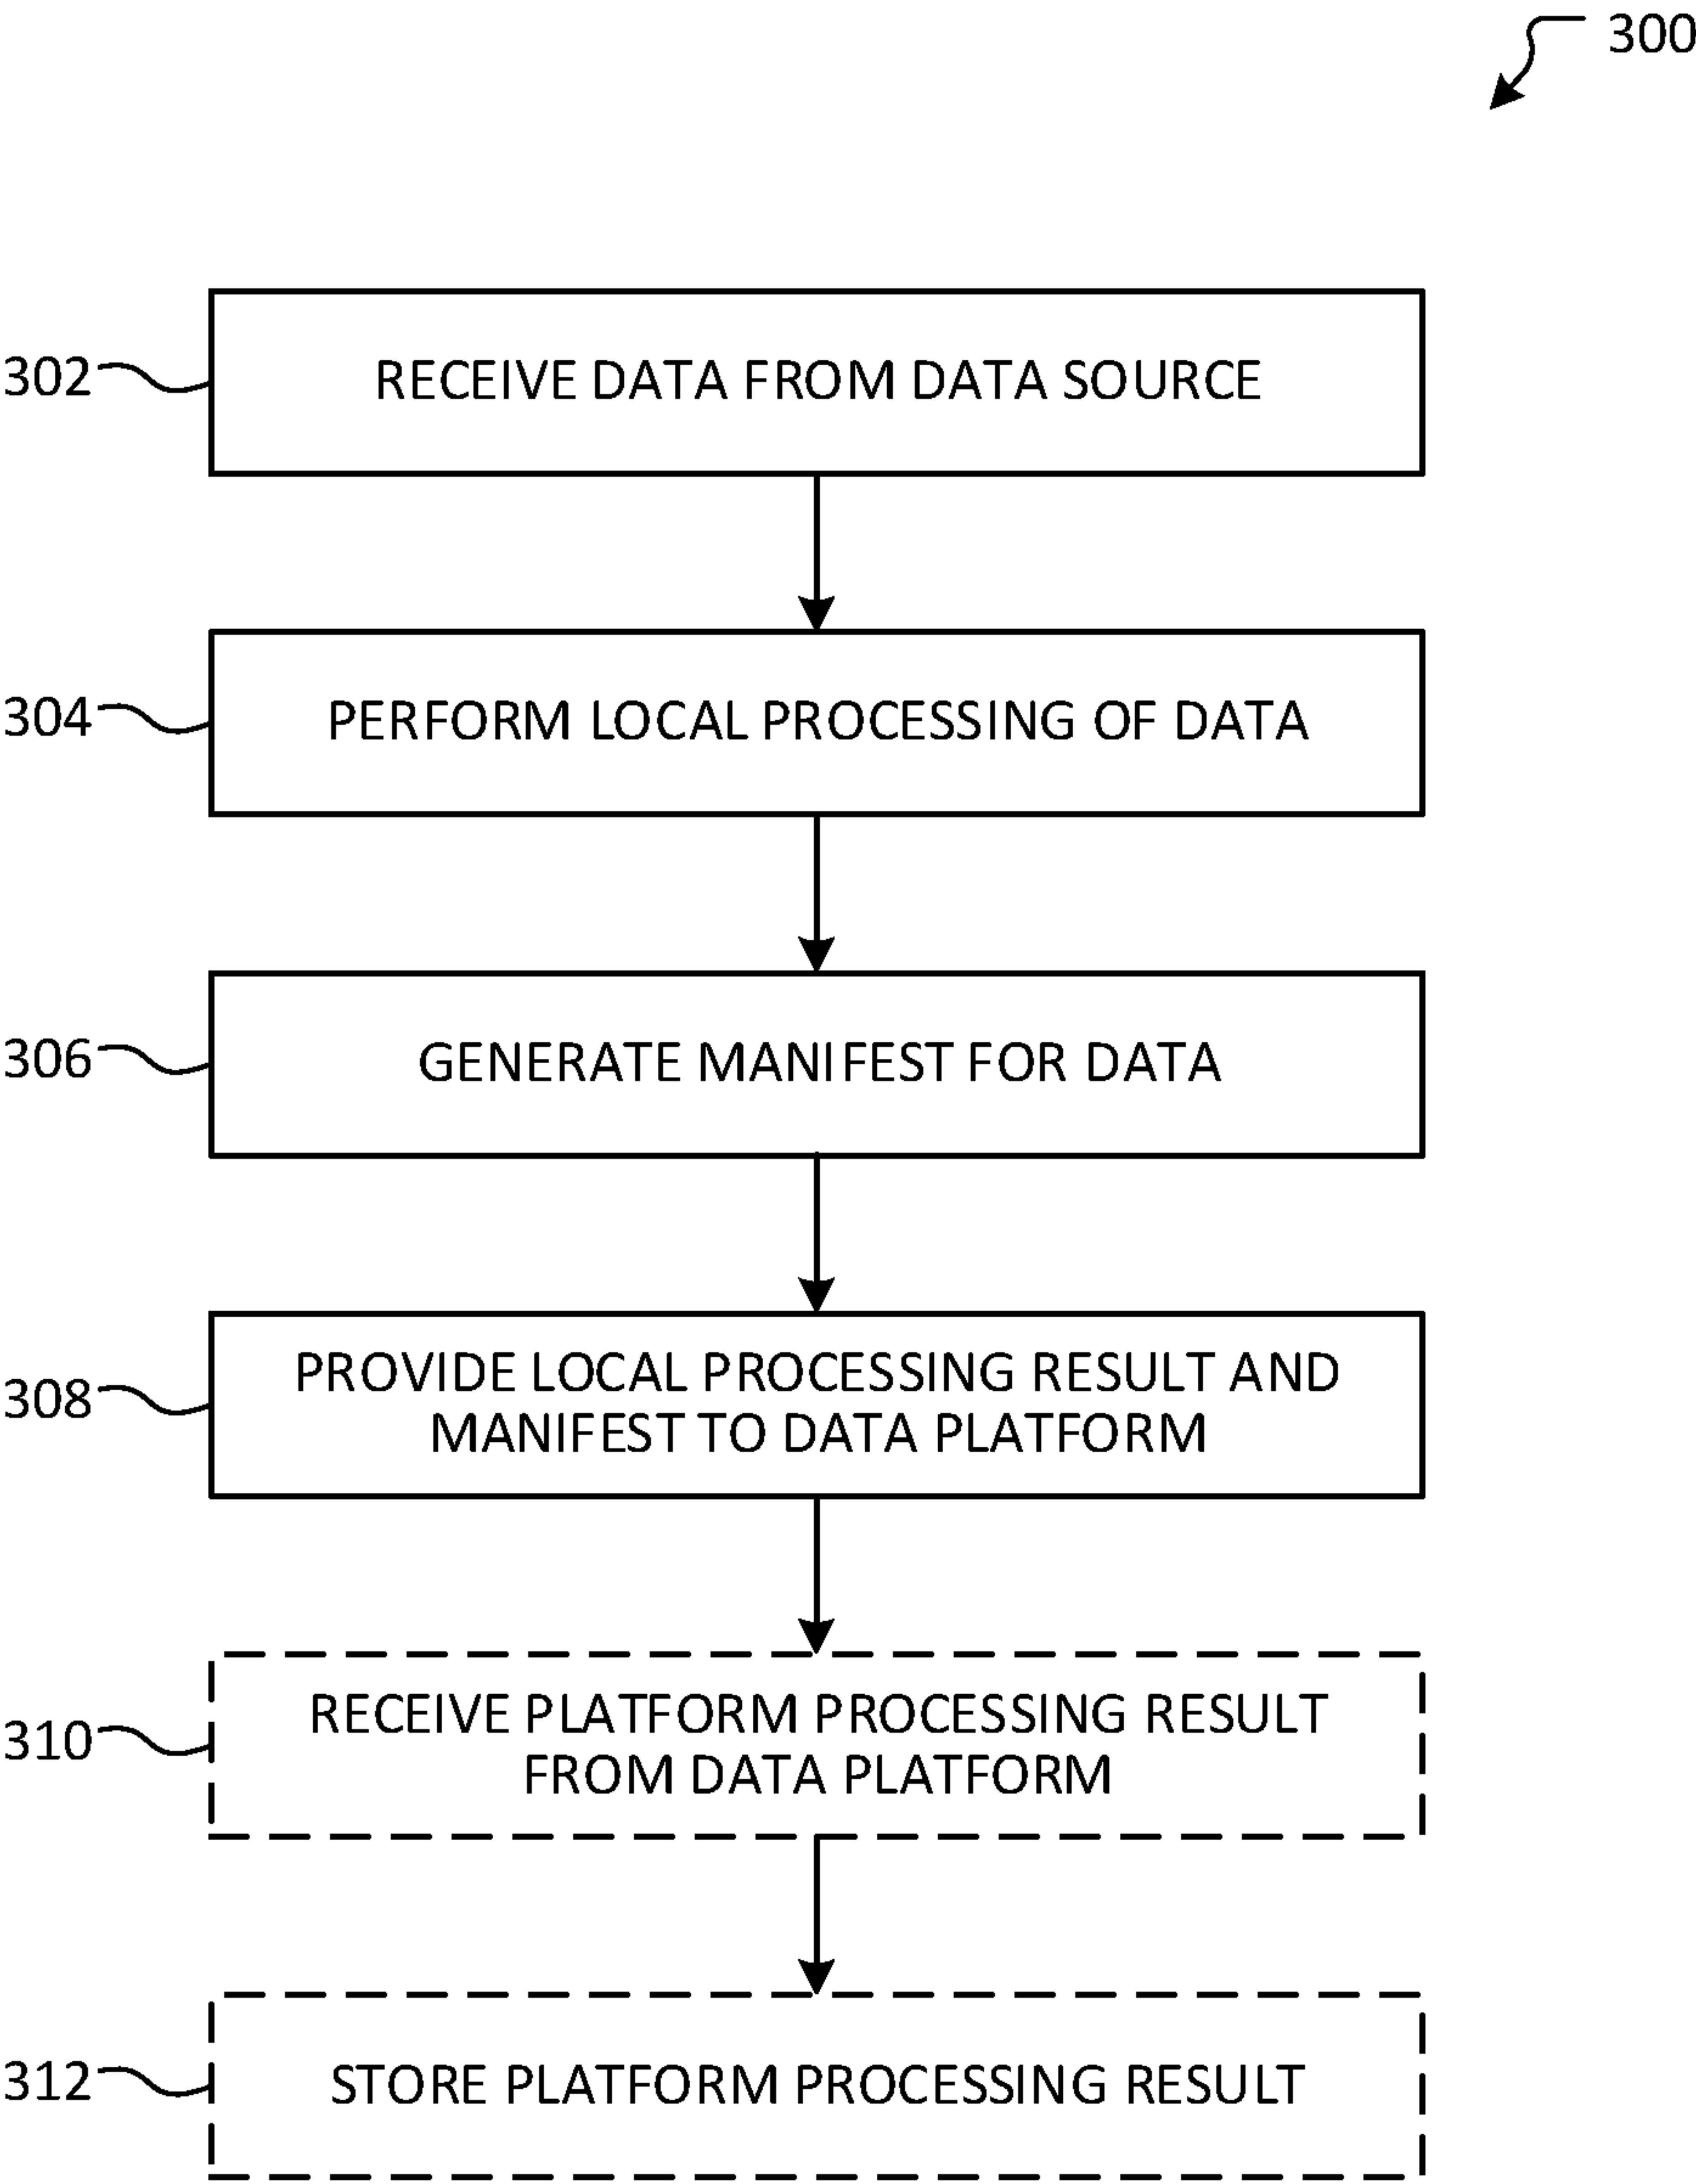 300
302
RECEIVE DATA FROM DATA SOURCE
304
PERFORM LOCAL PROCESSING OF DATA
306
GENERATE MANIFEST FOR DATA
308
PROVIDE LOCAL PROCESSING RESULT AND
MANIFEST TO DATA PLATFORM
310
RECEIVE PLATFORM PROCESSING RESULT
FROM DATA PLATFORM
312
STORE PLATFORM PROCESSING RESULT